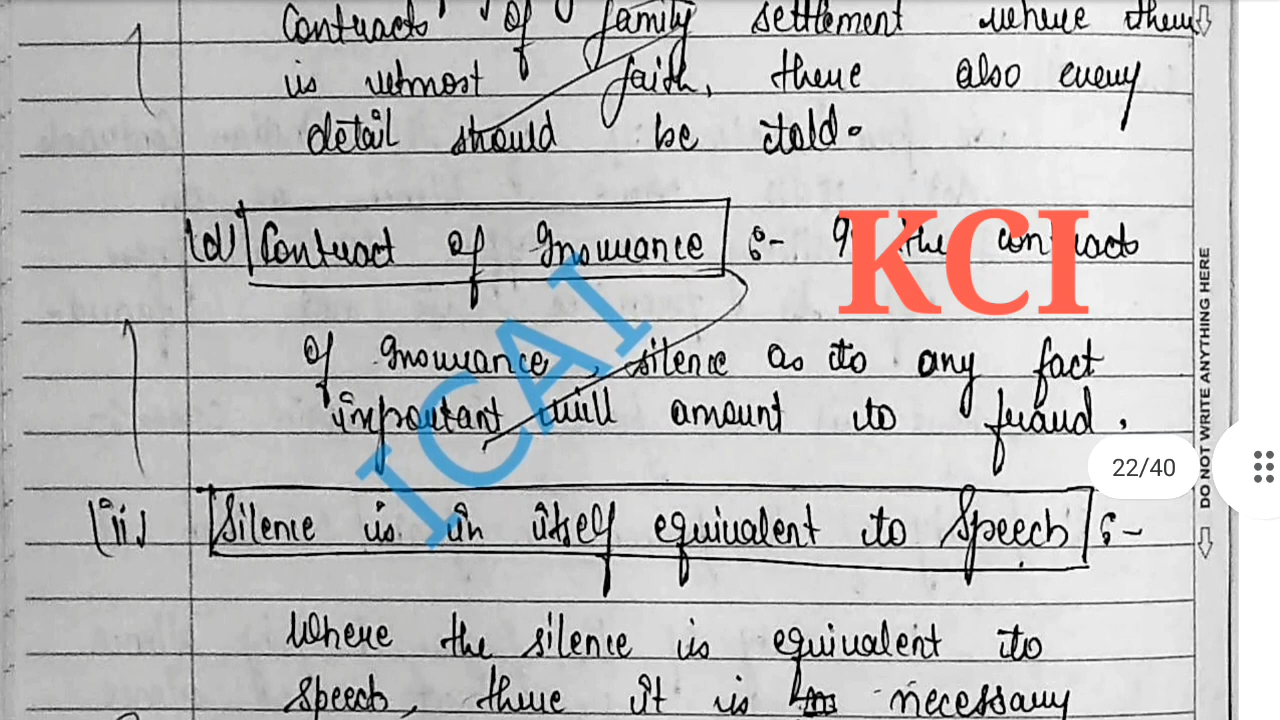 Contracts of family settlement where there
is utmost faith, there also every
detail should be told.
(d) Contract of Insurance :- In the contracts
KCI
of Insurance, silence as to any fact
important will amount to fraud.
ICAI
22/40
DO NOT WRITE ANYTHING HERE
(ii) Silence is in itself equivalent to Speech :-
Where the silence is equivalent to
speech, there it is necessary